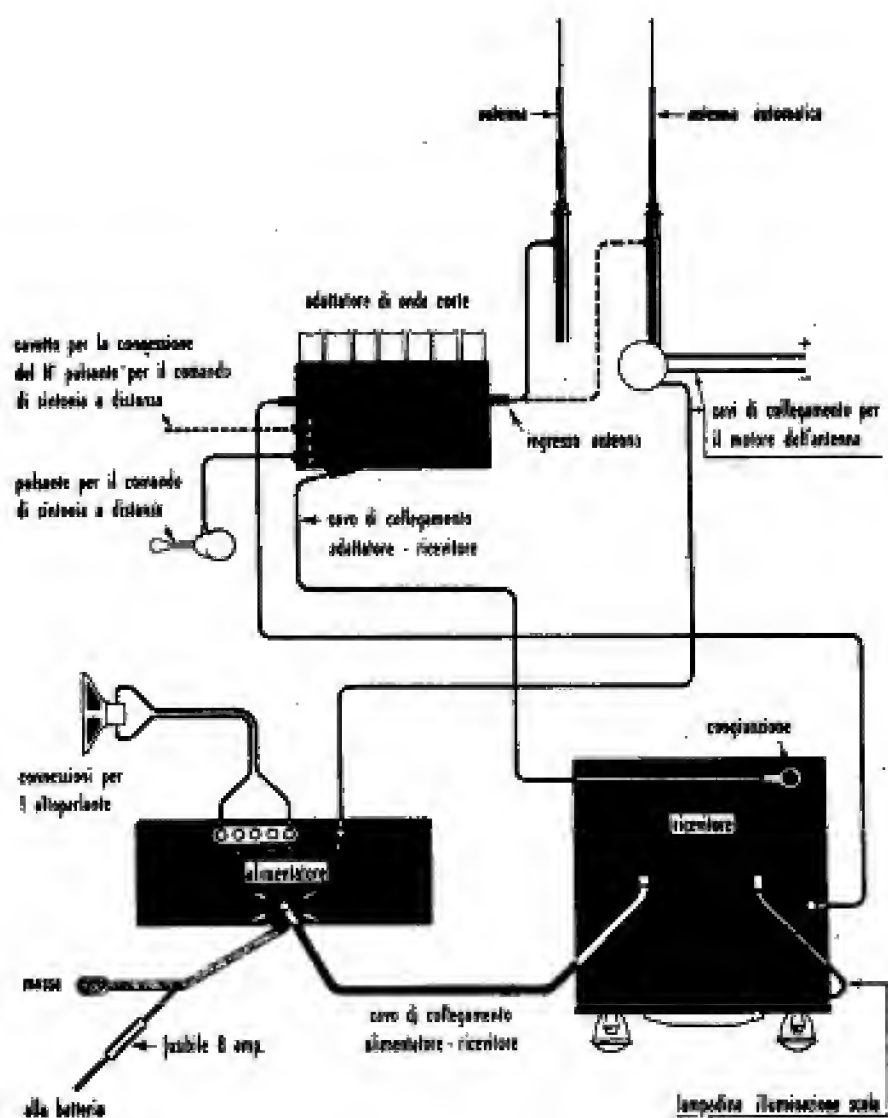 antenna
antenna automatica
adattatore di onde corte
cavetto per la connessione
del II° pulsante per il comando
di sintonia a distanza
ingresso antenna
cavi di collegamento per
il motore dell'antenna
+
-
pulsante per il comando
di sintonia a distanza
cavo di collegamento
adattatore - ricevitore
connessioni per
l altoparlante
congiunzione
ricevitore
alimentatore
massa
fusibile 8 amp.
cavo di collegamento
alimentatore - ricevitore
alla batteria
lampadina illuminazione scala